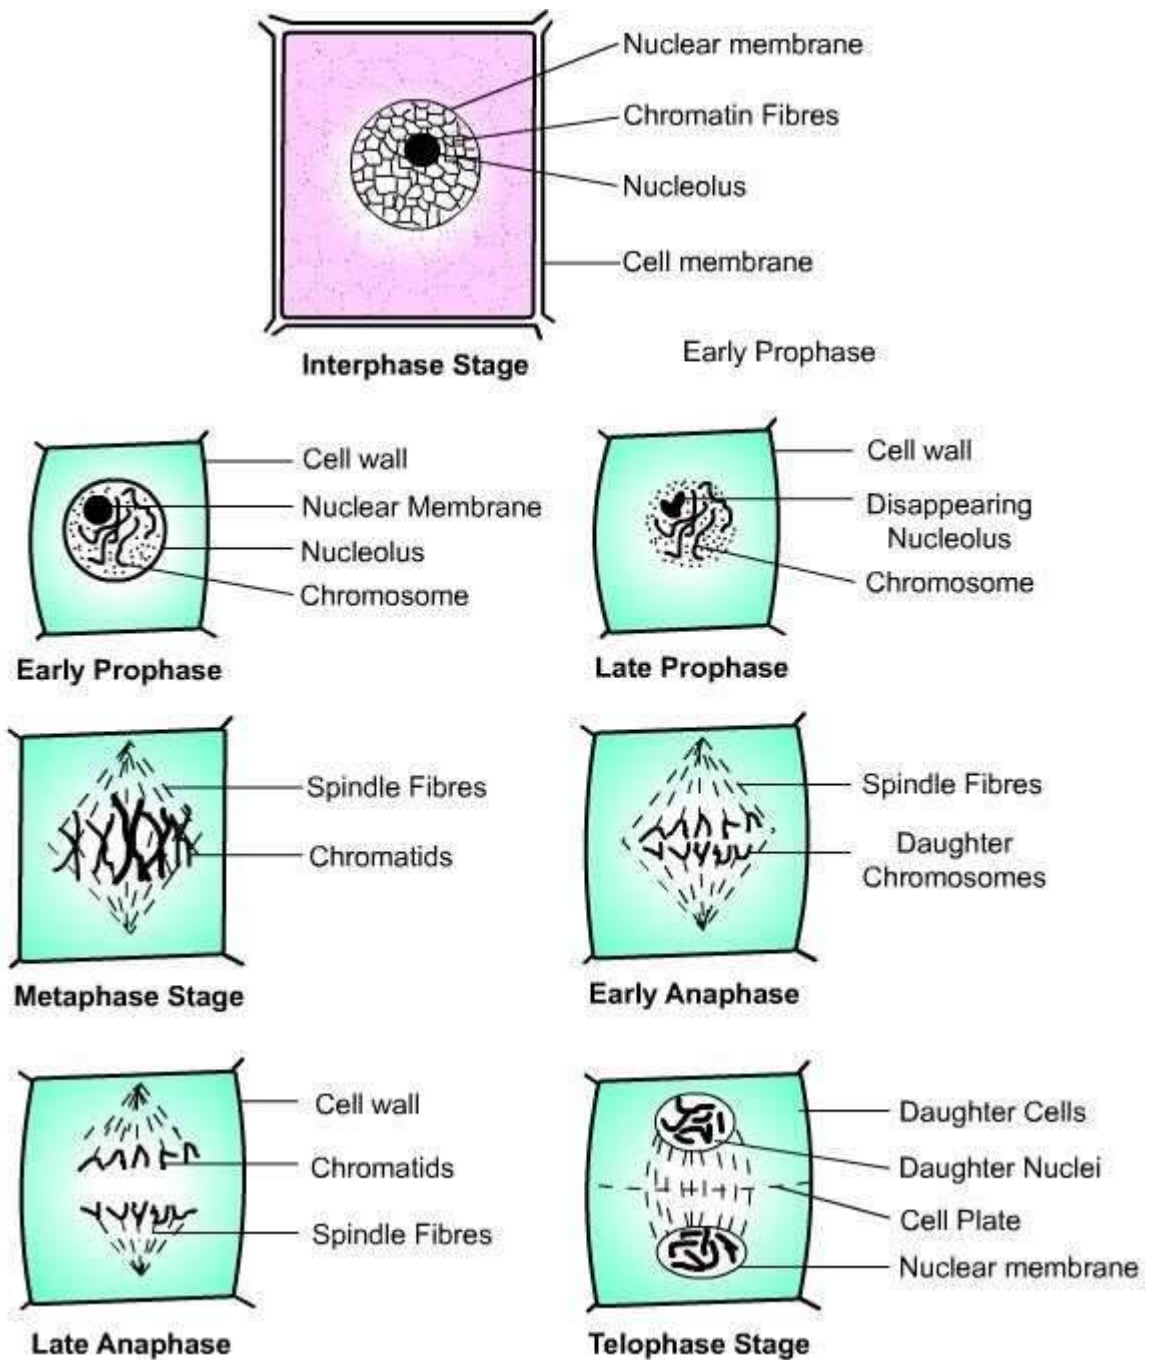 Nuclear membrane
Chromatin Fibres
Nucleolus
Cell membrane
Interphase Stage
Early Prophase
Cell wall
Nuclear Membrane
Nucleolus
Chromosome
Early Prophase
Cell wall
Disappearing
Nucleolus
Chromosome
Late Prophase
Spindle Fibres
Chromatids
Metaphase Stage
Spindle Fibres
Daughter
Chromosomes
Early Anaphase
Cell wall
Chromatids
Spindle Fibres
Late Anaphase
Daughter Cells
Daughter Nuclei
Cell Plate
Nuclear membrane
Telophase Stage